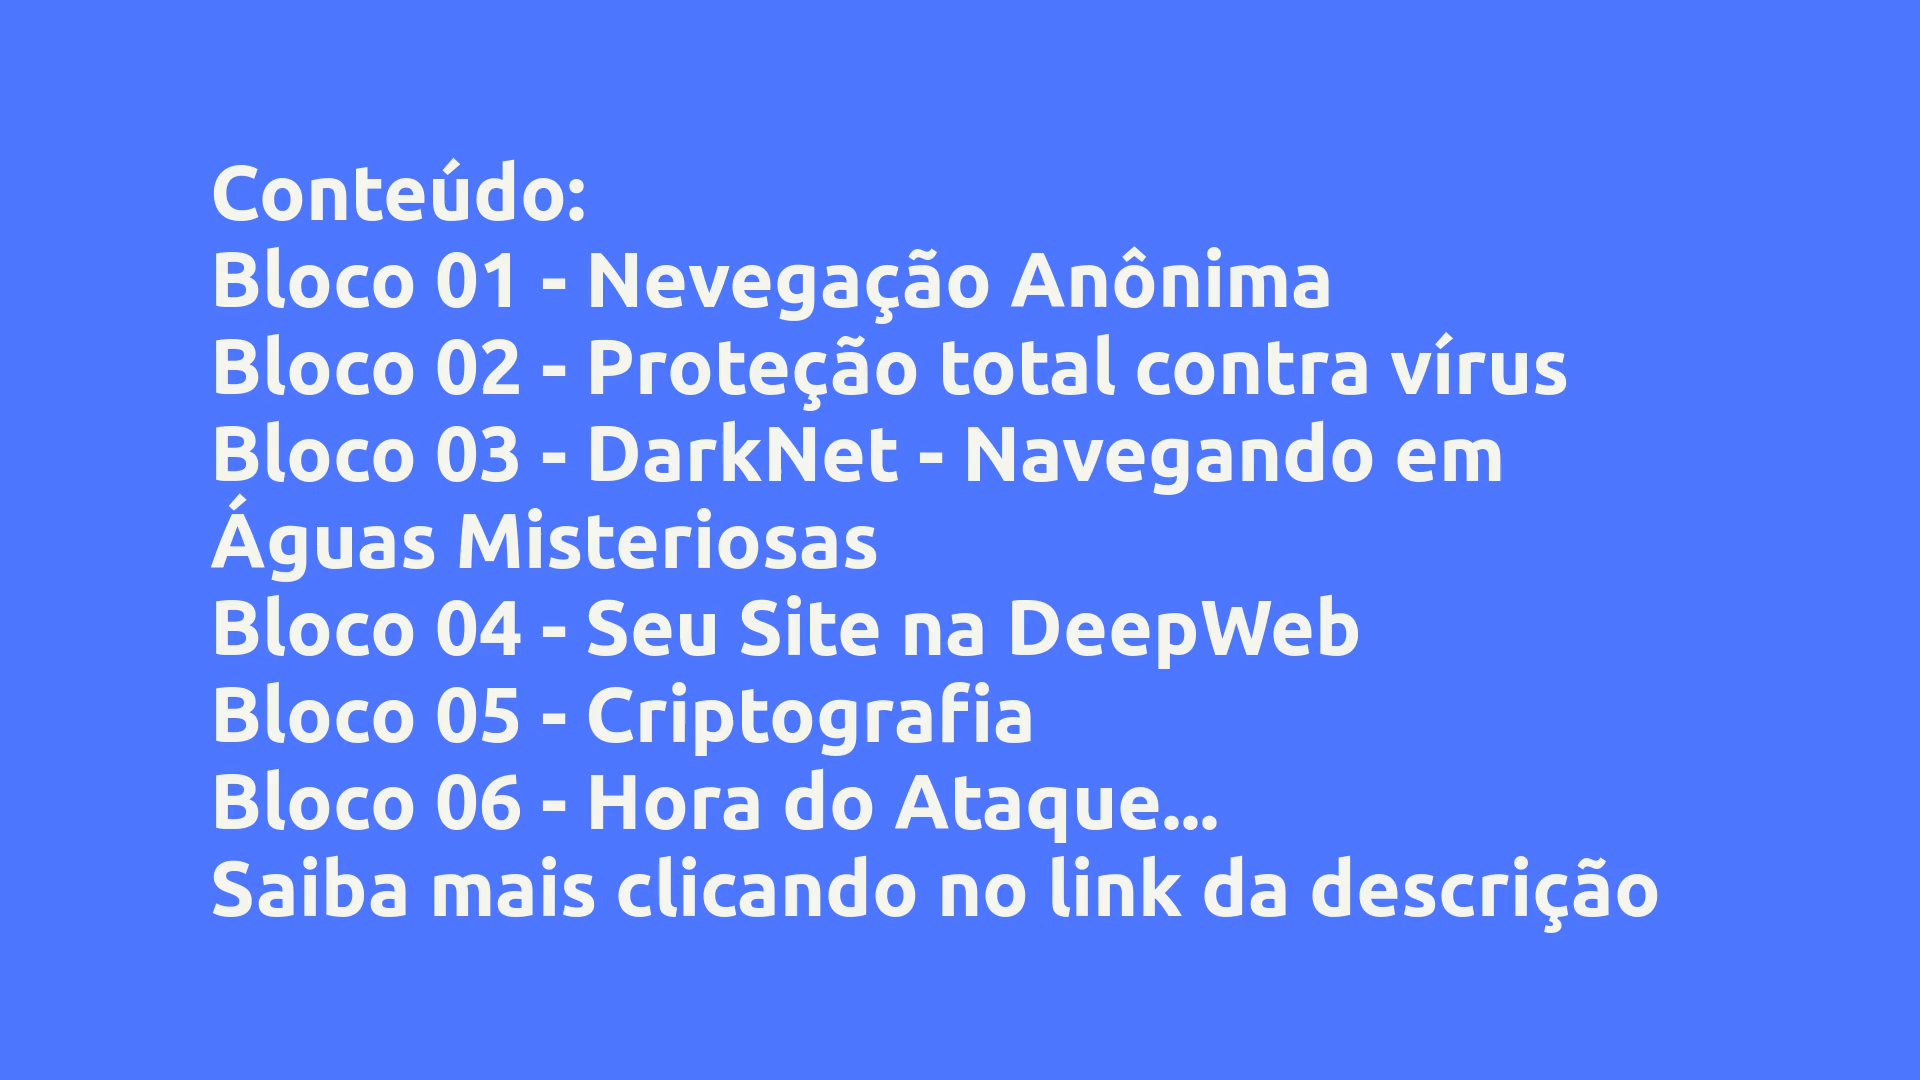 Conteúdo:
Bloco 01 - Nevegação Anônima
Bloco 02 - Proteção total contra vírus
Bloco 03 - DarkNet - Navegando em
Águas Misteriosas
Bloco 04 - Seu Site na DeepWeb
Bloco 05 - Criptografia
Bloco 06 - Hora do Ataque...
Saiba mais clicando no link da descrição